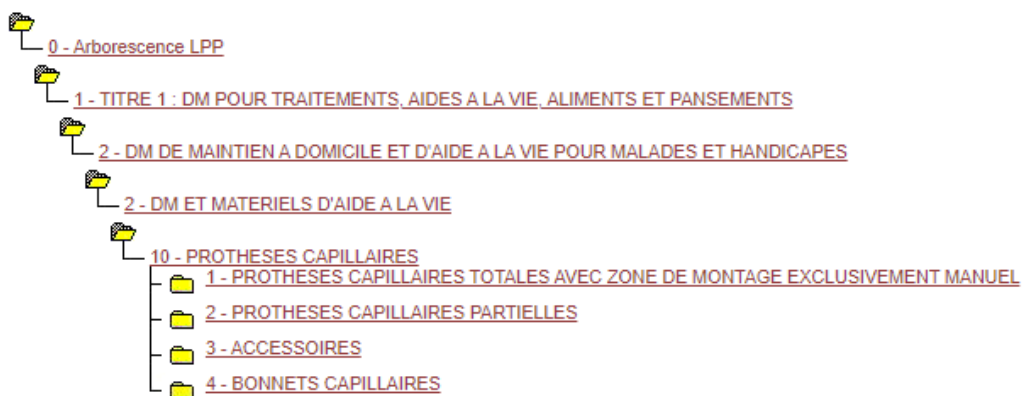 0 - Arborescence LPP
1 - TITRE 1 : DM POUR TRAITEMENTS, AIDES A LA VIE, ALIMENTS ET PANSEMENTS
2 - DM DE MAINTIEN A DOMICILE ET D'AIDE A LA VIE POUR MALADES ET HANDICAPES
2 - DM ET MATERIELS D'AIDE A LA VIE
10 - PROTHESES CAPILLAIRES
1 - PROTHESES CAPILLAIRES TOTALES AVEC ZONE DE MONTAGE EXCLUSIVEMENT MANUEL
2 - PROTHESES CAPILLAIRES PARTIELLES
3 - ACCESSOIRES
4 - BONNETS CAPILLAIRES